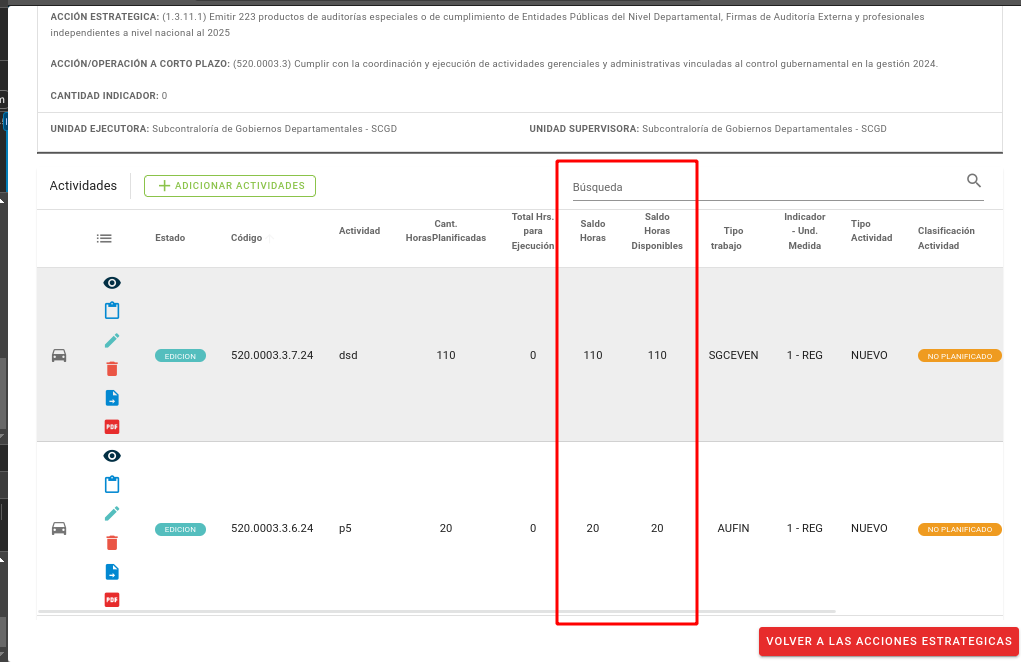 ACCIÓN ESTRATEGICA: (1.3.11.1) Emitir 223 productos de auditorías especiales o de cumplimiento de Entidades Públicas del Nivel Departamental, Firmas de Auditoría Externa y profesionales
independientes a nivel nacional al 2025
ACCIÓN/OPERACIÓN A CORTO PLAZO: (520.0003.3) Cumplir con la coordinación y ejecución de actividades gerenciales y administrativas vinculadas al control gubernamental en la gestión 2024.
CANTIDAD INDICADOR: 0
UNIDAD EJECUTORA: Subcontraloría de Gobiernos Departamentales - SCGD
UNIDAD SUPERVISORA: Subcontraloría de Gobiernos Departamentales - SCGD
Actividades
ADICIONAR ACTIVIDADES
Búsqueda
Estado
Código
Actividad
Cant.
HorasPlanificadas
Total Hrs.
para
Ejecución
Saldo
Horas
Saldo
Horas
Disponibles
Tipo
trabajo
Indicador
- Und.
Medida
Tipo
Actividad
Clasificación
Actividad
EDICION 520.0003.3.7.24 dsd 110 0 110 110 SGCEVEN 1 - REG NUEVO NO PLANIFICADO
PDF
EDICION 520.0003.3.6.24 p5 20 0 20 20 AUFIN 1 - REG NUEVO NO PLANIFICADO
PDF
VOLVER A LAS ACCIONES ESTRATEGICAS